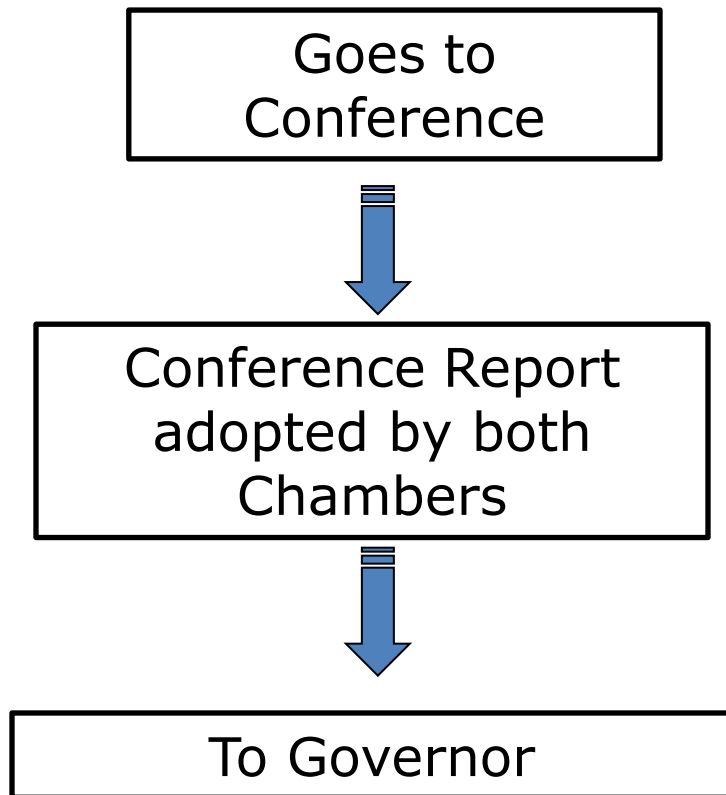 Goes to
Conference
Conference Report
adopted by both
Chambers
To Governor